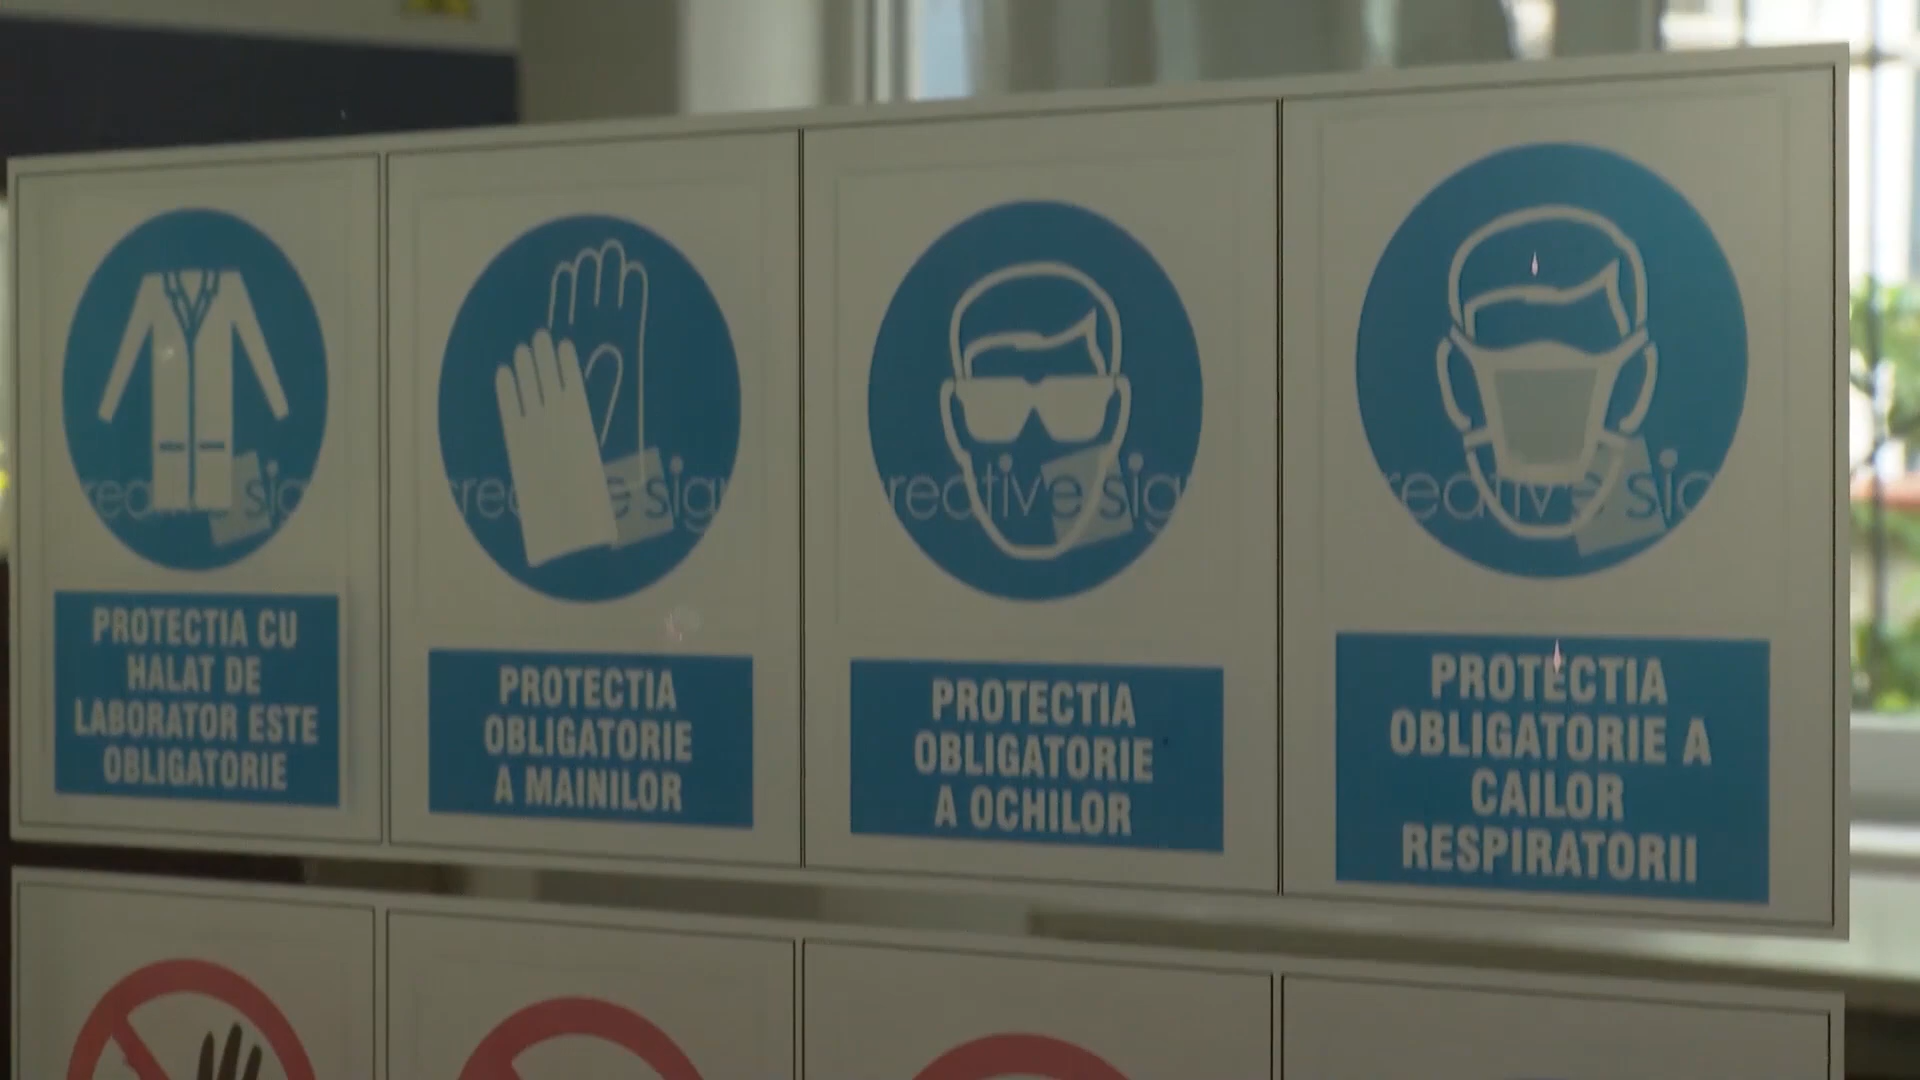 PROTECTIA CU
HALAT DE
LABORATOR ESTE
OBLIGATORIE
PROTECTIA
OBLIGATORIE
A MAINILOR
PROTECTIA
OBLIGATORIE
A OCHILOR
PROTECTIA
OBLIGATORIE A
CAILOR
RESPIRATORII